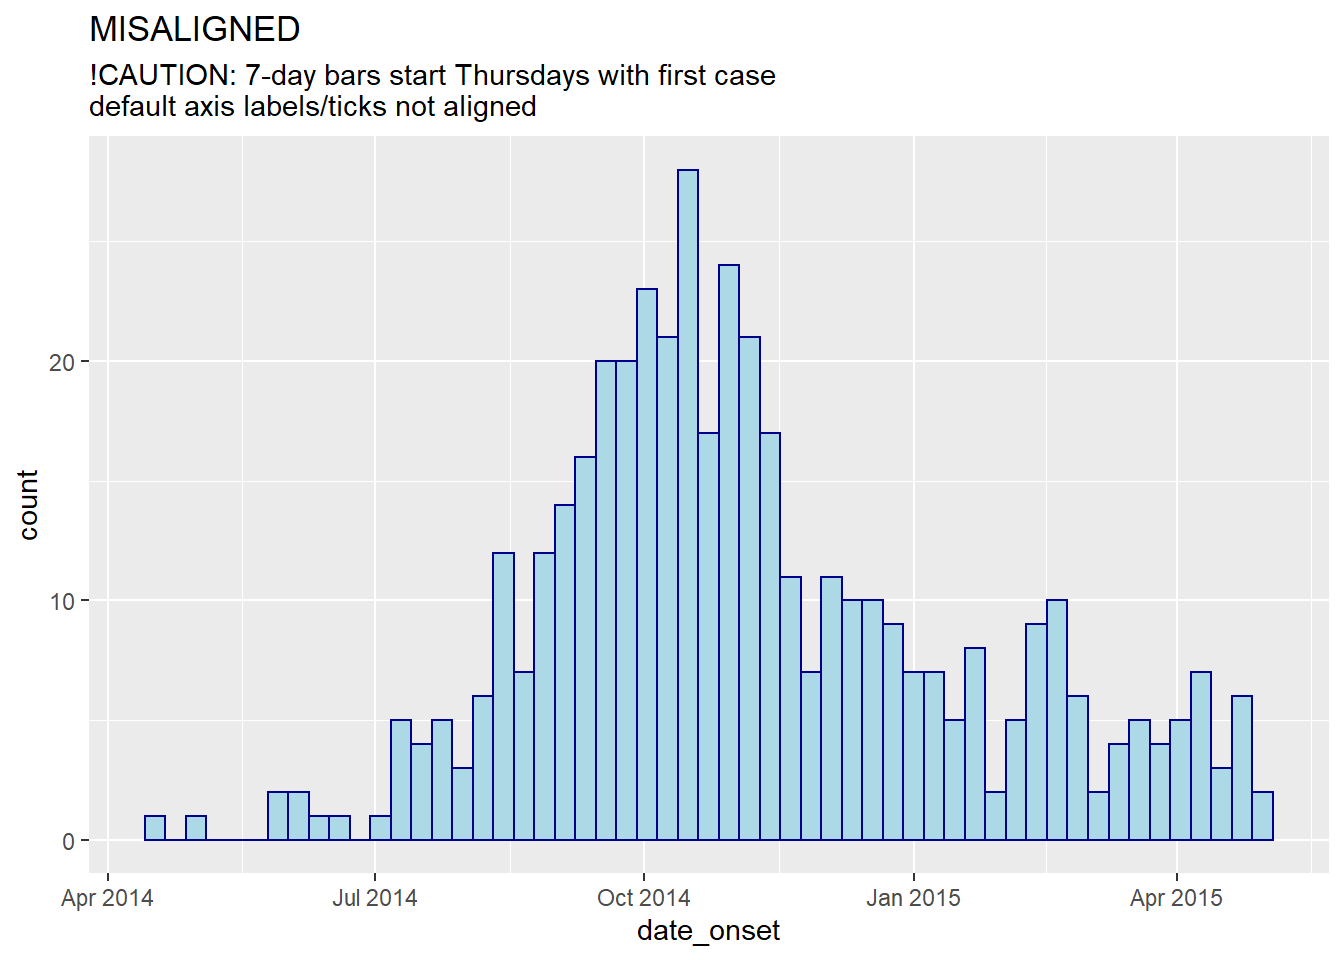 MISALIGNED
!CAUTION: 7-day bars start Thursdays with first case
default axis labels/ticks not aligned
count
20
10
0
Apr 2014
Jul 2014
Oct 2014
Jan 2015
Apr 2015
date_onset